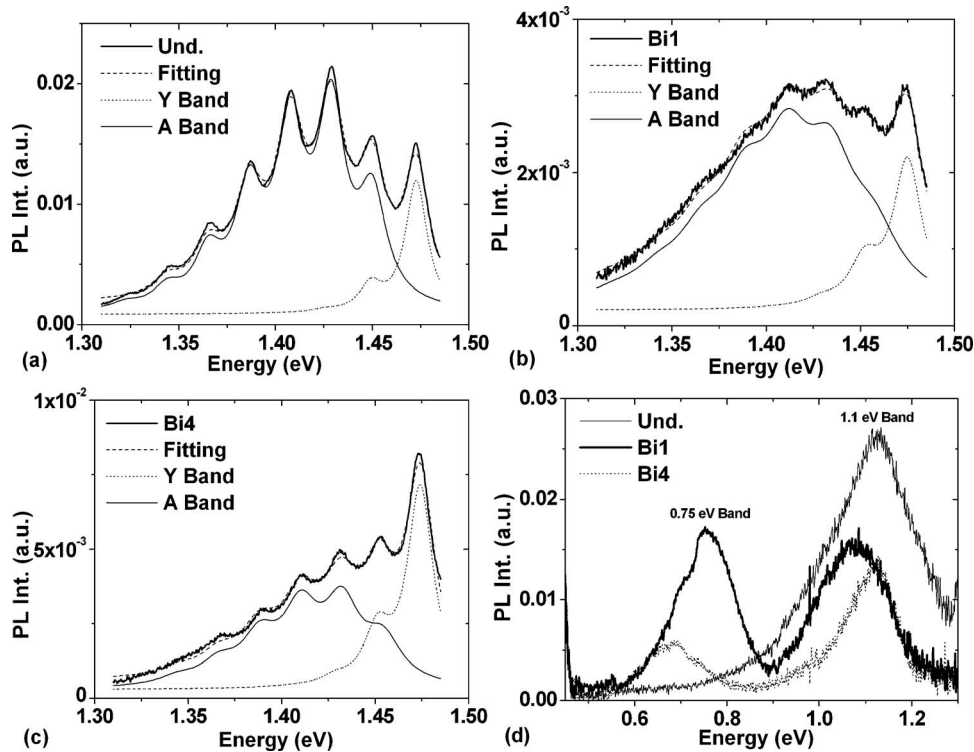 Und.
Fitting
Y Band
A Band
0.02
0.01
0.00
PL Int. (a.u.)
1.30 1.35 1.40 1.45 1.50
Energy (eV)
(a)
Bi1
Fitting
Y Band
A Band
4x10⁻³
2x10⁻³
0
PL Int. (a.u.)
1.30 1.35 1.40 1.45 1.50
Energy (eV)
(b)
Bi4
Fitting
Y Band
A Band
1x10⁻²
5x10⁻³
0
PL Int. (a.u.)
1.30 1.35 1.40 1.45 1.50
Energy (eV)
(c)
Und.
Bi1
Bi4
1.1 eV Band
0.75 eV Band
0.03
0.02
0.01
0.00
PL Int. (a.u.)
0.6 0.8 1.0 1.2
Energy (eV)
(d)